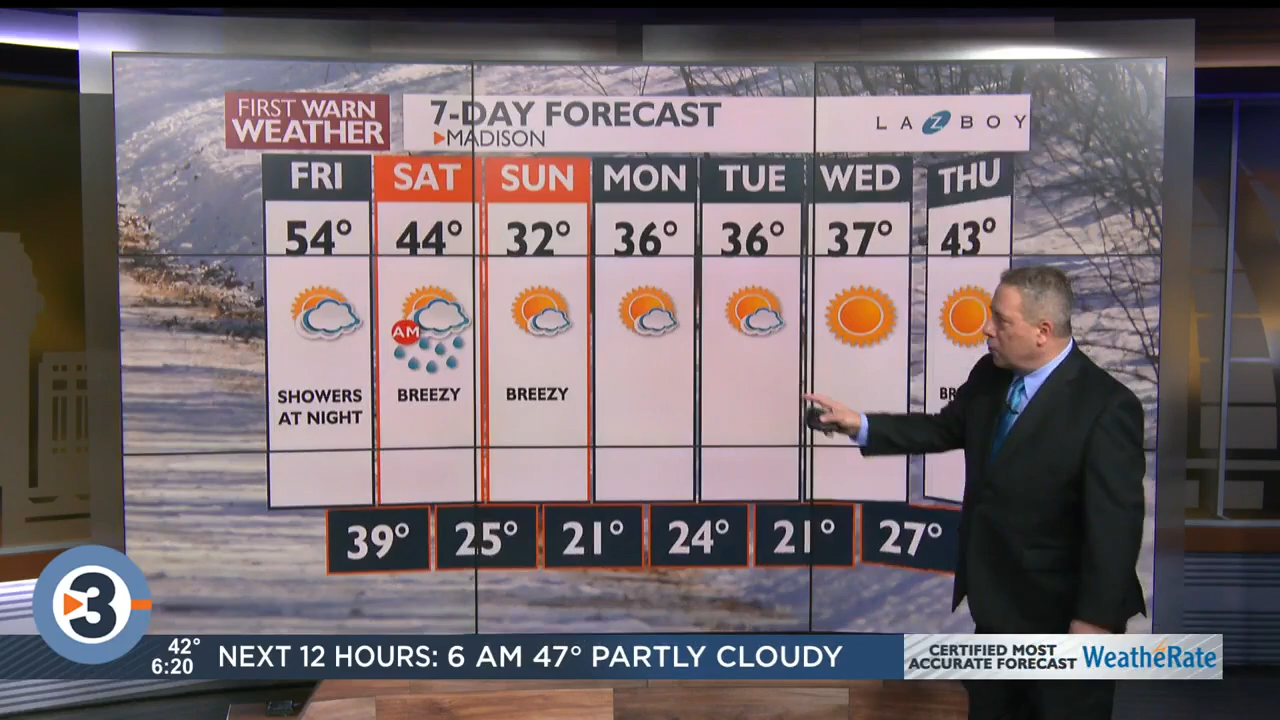 FIRST WARN
WEATHER
7-DAY FORECAST
MADISON
LAZBOY
FRI SAT SUN MON TUE WED THU
54° 44° 32° 36° 36° 37° 43°
AM
SHOWERS
AT NIGHT
BREEZY
BREEZY
39° 25° 21° 24° 21° 27°
3
42°
6:20
NEXT 12 HOURS: 6 AM 47° PARTLY CLOUDY
CERTIFIED MOST
ACCURATE FORECAST
WeatheRate